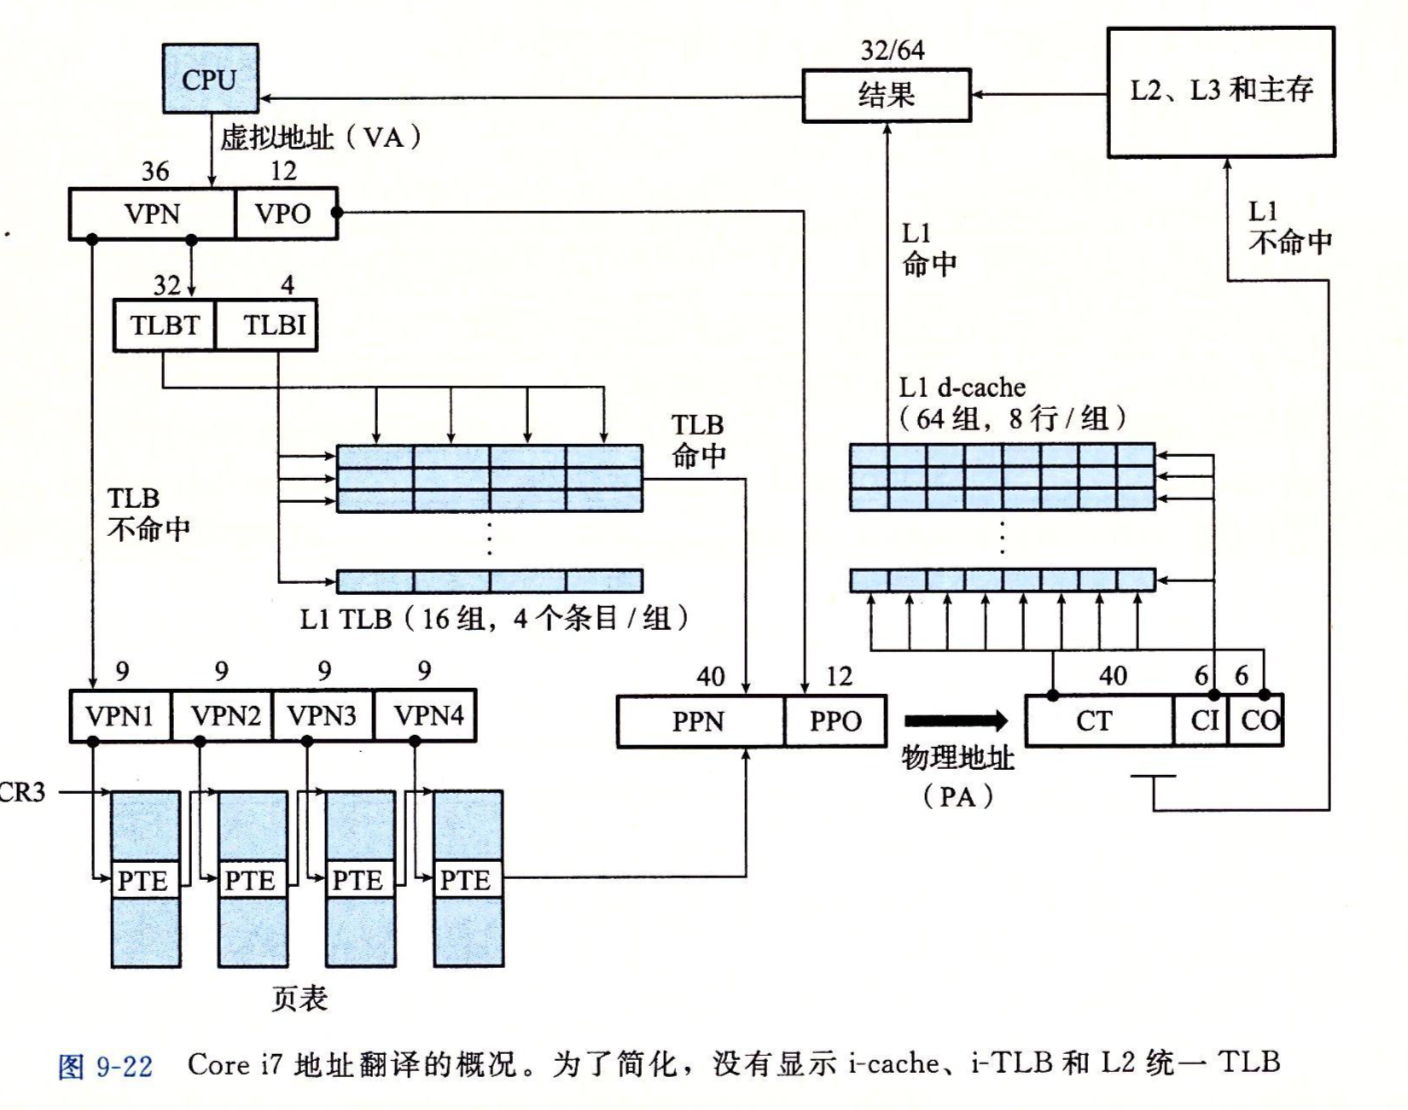 32/64
CPU
结果
L2、L3 和主存
虚拟地址（VA）
36
12
VPN
VPO
L1
命中
L1
不命中
32
4
TLBT
TLBI
L1 d-cache
（64 组，8 行 / 组）
TLB
命中
TLB
不命中
⋮
⋮
L1 TLB（16 组，4 个条目 / 组）
9
9
9
9
40
12
40
6
6
VPN1
VPN2
VPN3
VPN4
PPN
PPO
CT
CI
CO
物理地址
（PA）
CR3
PTE
PTE
PTE
PTE
页表
图 9-22 Core i7 地址翻译的概况。为了简化，没有显示 i-cache、i-TLB 和 L2 统一 TLB